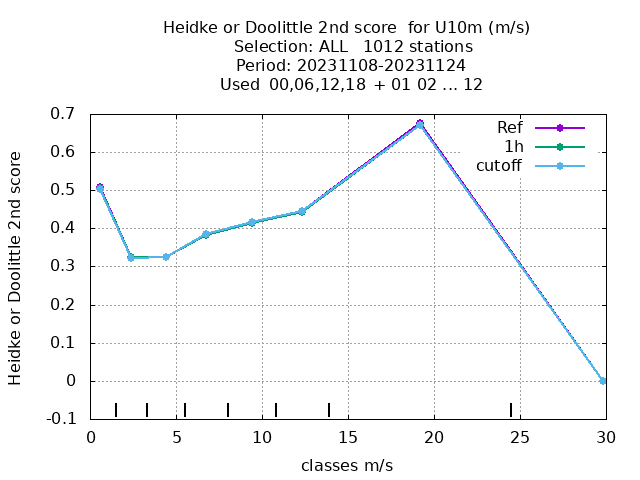 Heidke or Doolittle 2nd score  for U10m (m/s)
Selection: ALL   1012 stations
Period: 20231108-20231124
Used  00,06,12,18  + 01 02 ... 12
Ref
1h
cutoff
Heidke or Doolittle 2nd score
0.7
0.6
0.5
0.4
0.3
0.2
0.1
0
-0.1
0 5 10 15 20 25 30
classes m/s